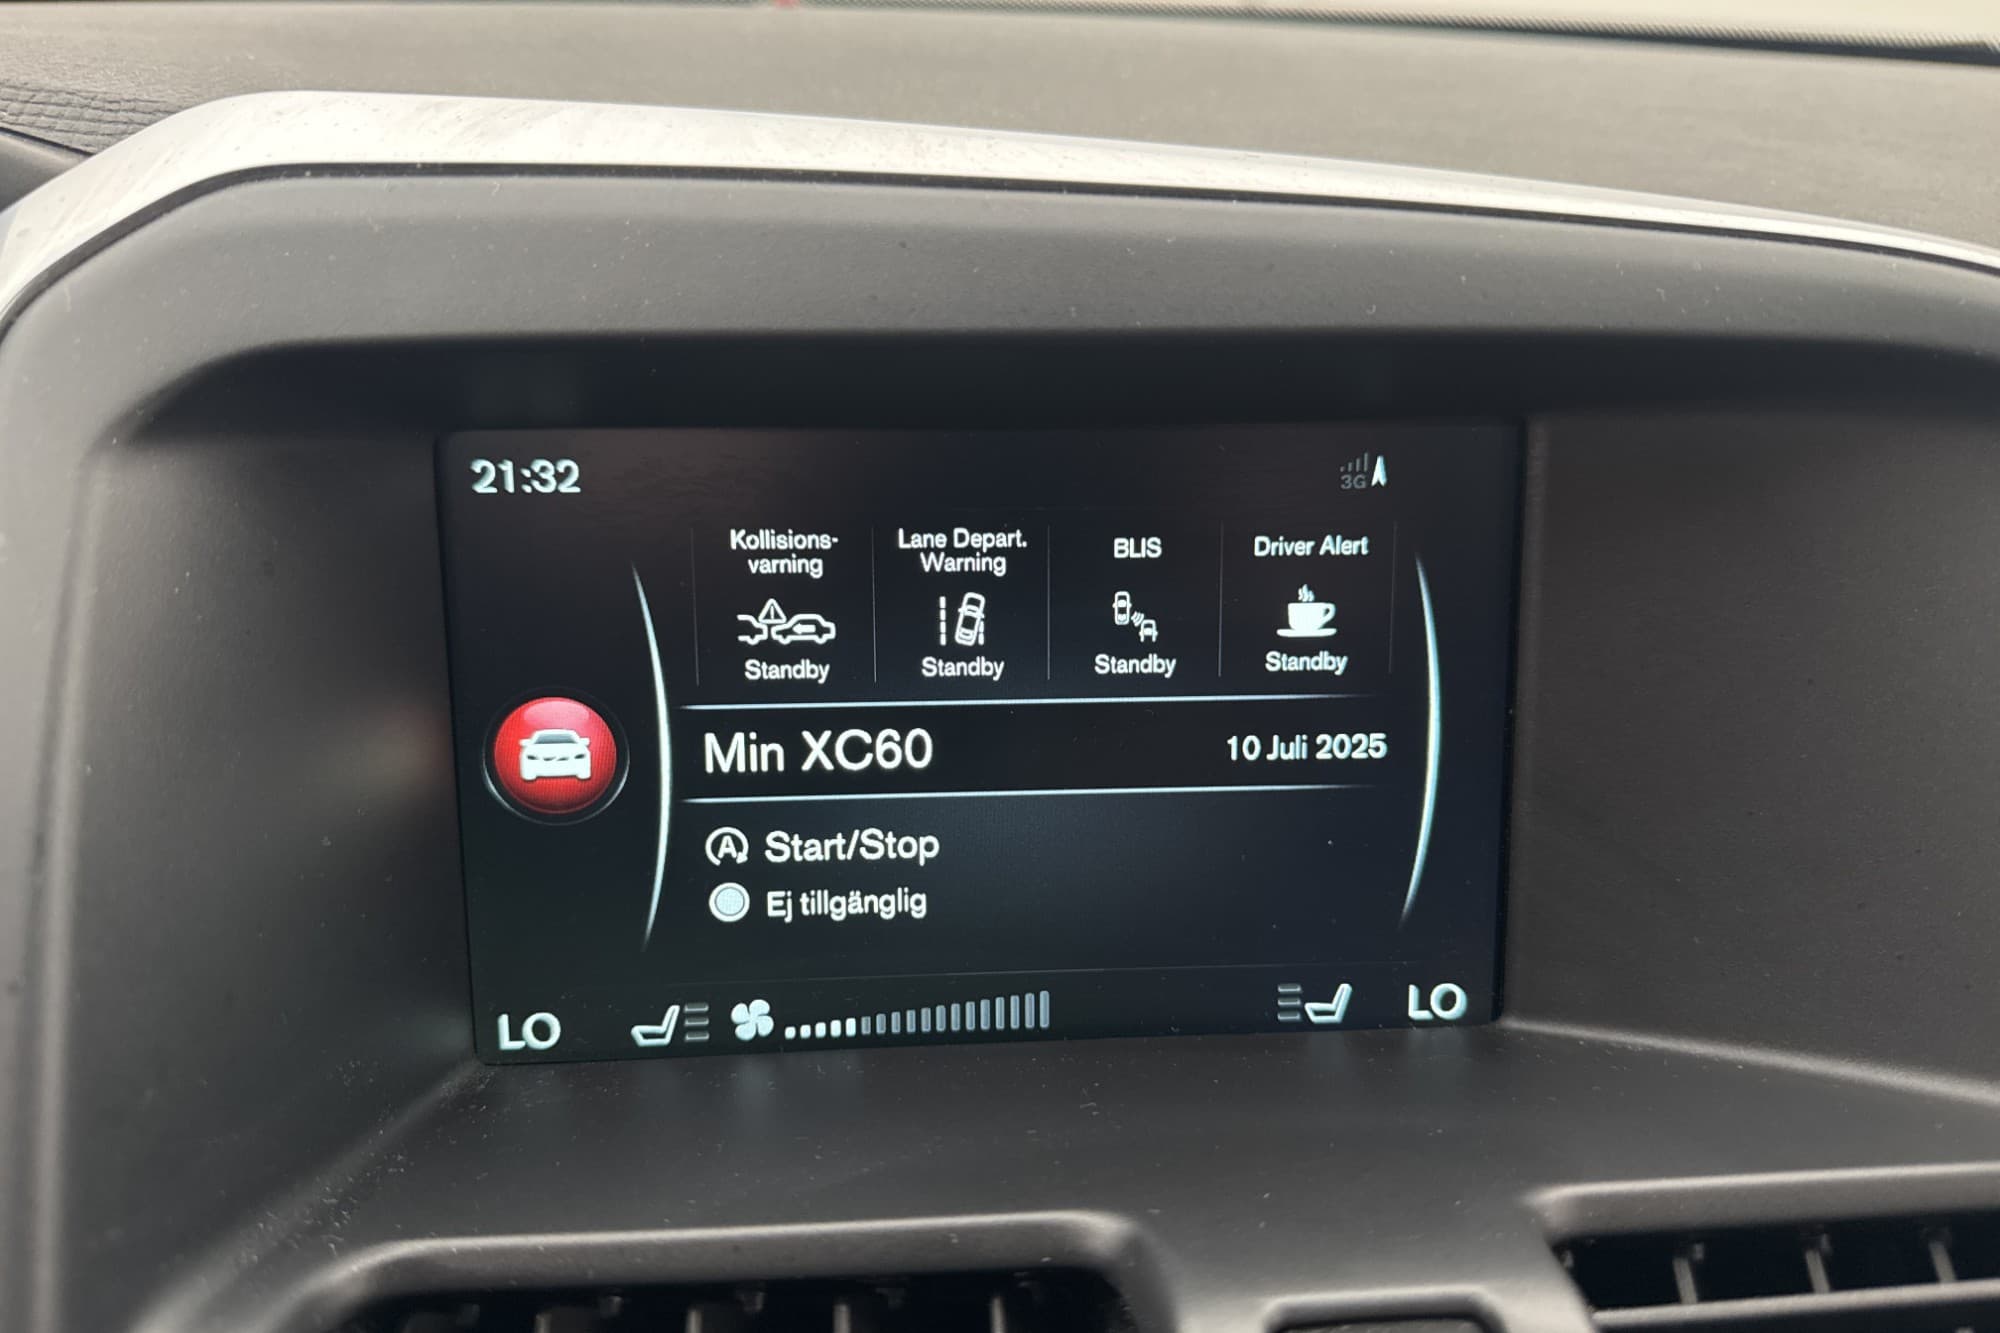 21:32
3G
Kollisions-
varning
Lane Depart.
Warning
BLIS
Driver Alert
Standby
Standby
Standby
Standby
Min XC60
10 Juli 2025
A Start/Stop
Ej tillgänglig
LO
LO